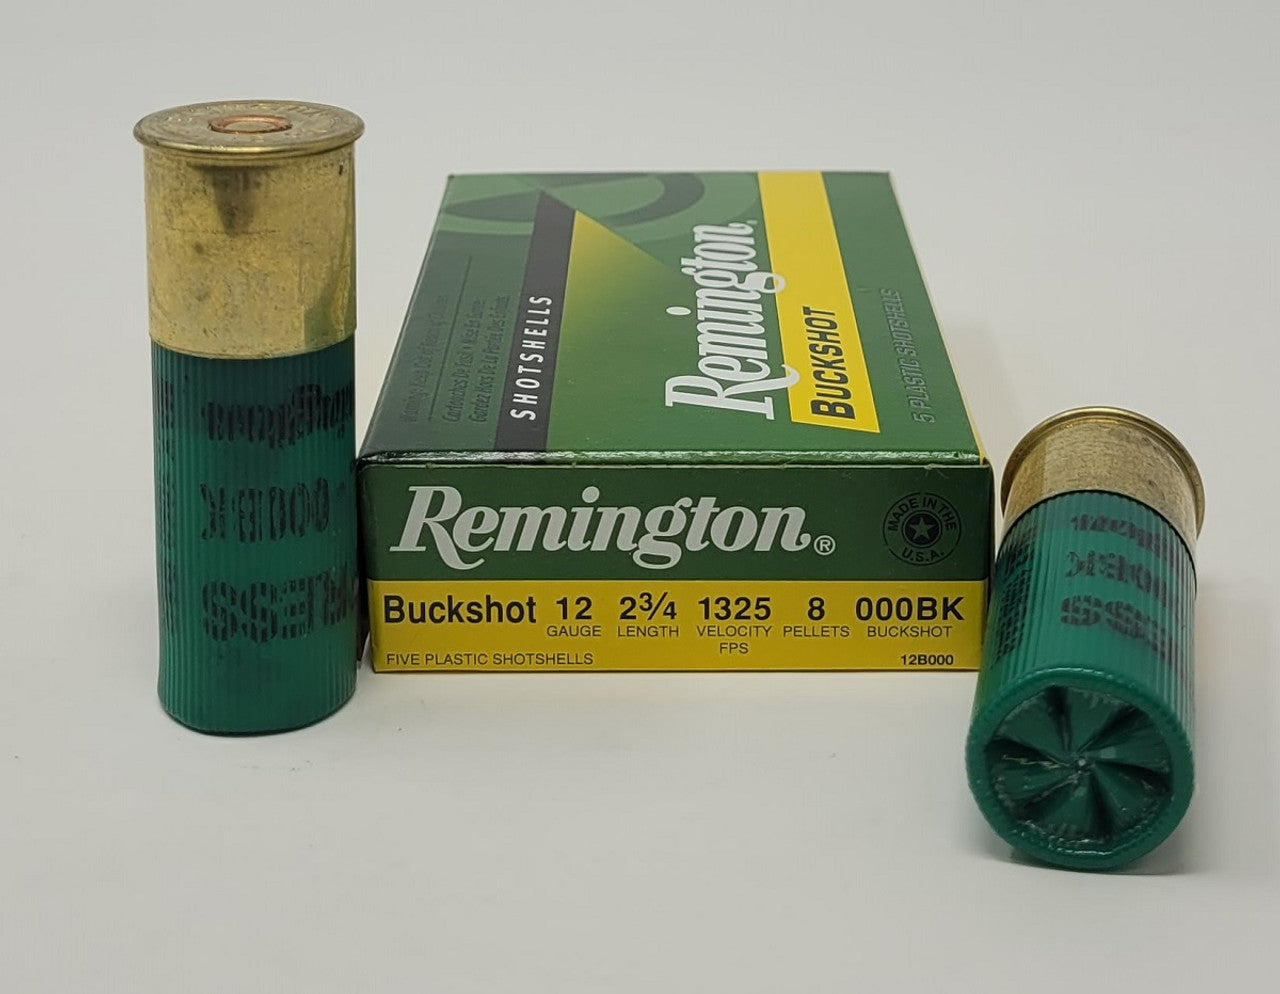 SHOTSHELLS
Remington.
BUCKSHOT
5 PLASTIC SHOTSHELLS
Remington®
MADE IN THE
U.S.A.
Buckshot 12 2¾ 1325 8 000BK
GAUGE LENGTH VELOCITY PELLETS BUCKSHOT
FPS
FIVE PLASTIC SHOTSHELLS
12B000